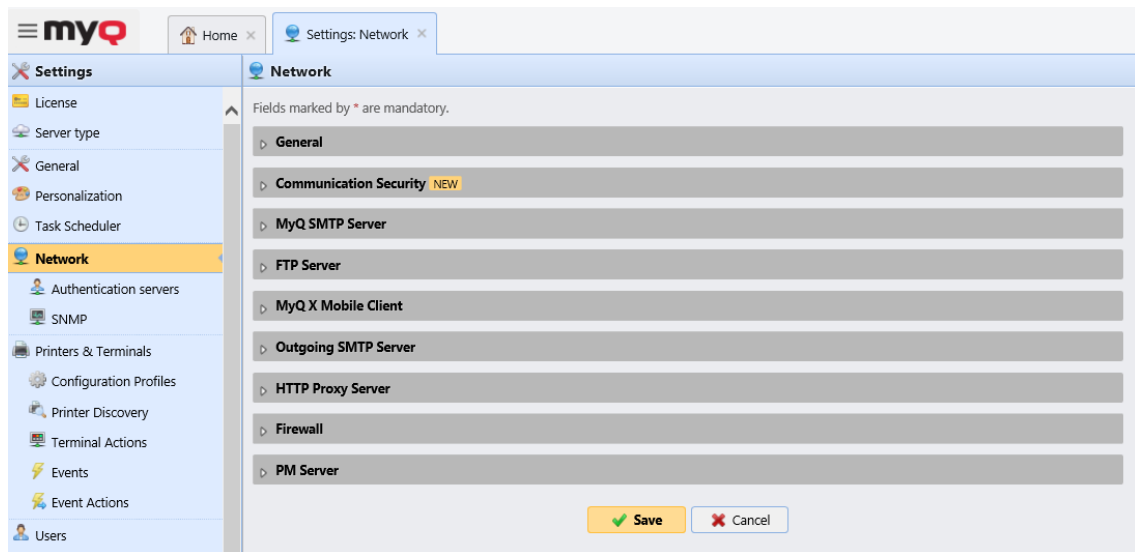 myQ
Home
Settings: Network
Settings
Network
License
Server type
General
Personalization
Task Scheduler
Network
Authentication servers
SNMP
Printers & Terminals
Configuration Profiles
Printer Discovery
Terminal Actions
Events
Event Actions
Users
Fields marked by * are mandatory.
General
Communication Security NEW
MyQ SMTP Server
FTP Server
MyQ X Mobile Client
Outgoing SMTP Server
HTTP Proxy Server
Firewall
PM Server
Save
Cancel